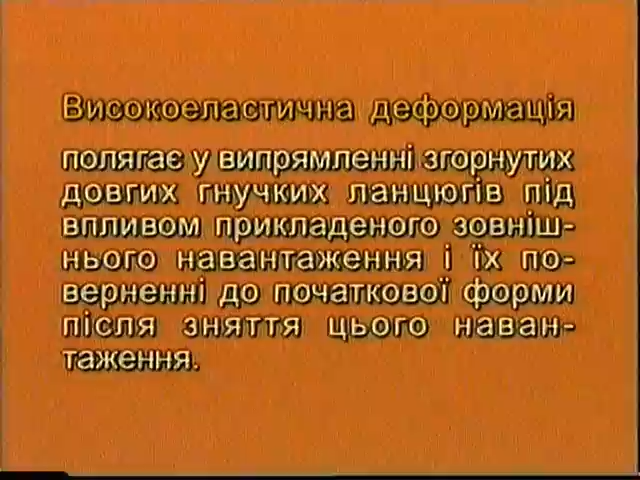 Високоеластична деформація
полягає у випрямленні згорнутих
довгих гнучких ланцюгів під
впливом прикладеного зовніш-
нього навантаження і їх по-
верненні до початкової форми
після зняття цього наван-
таження.